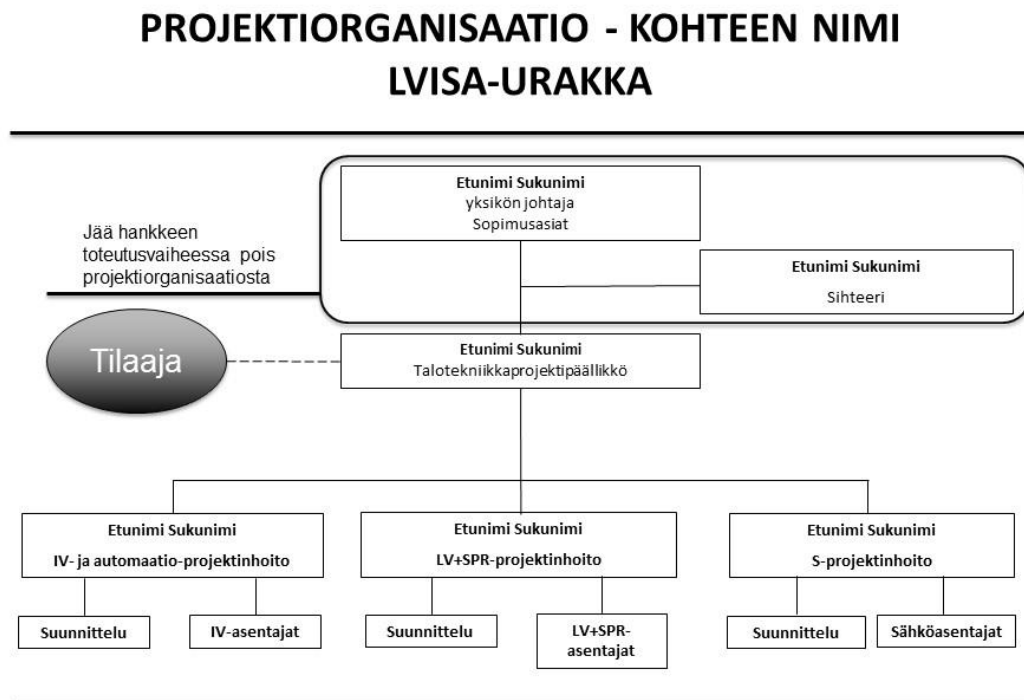 PROJEKTIORGANISAATIO - KOHTEEN NIMI
LVISA-URAKKA
Etunimi Sukunimi
yksikön johtaja
Sopimusasiat
Jää hankkeen
toteutusvaiheessa pois
projektiorganisaatiosta
Etunimi Sukunimi
Sihteeri
Tilaaja
Etunimi Sukunimi
Talotekniikkaprojektipäällikkö
Etunimi Sukunimi
IV- ja automaatio-projektinhoito
Etunimi Sukunimi
LV+SPR-projektinhoito
Etunimi Sukunimi
S-projektinhoito
Suunnittelu
IV-asentajat
Suunnittelu
LV+SPR-
asentajat
Suunnittelu
Sähköasentajat